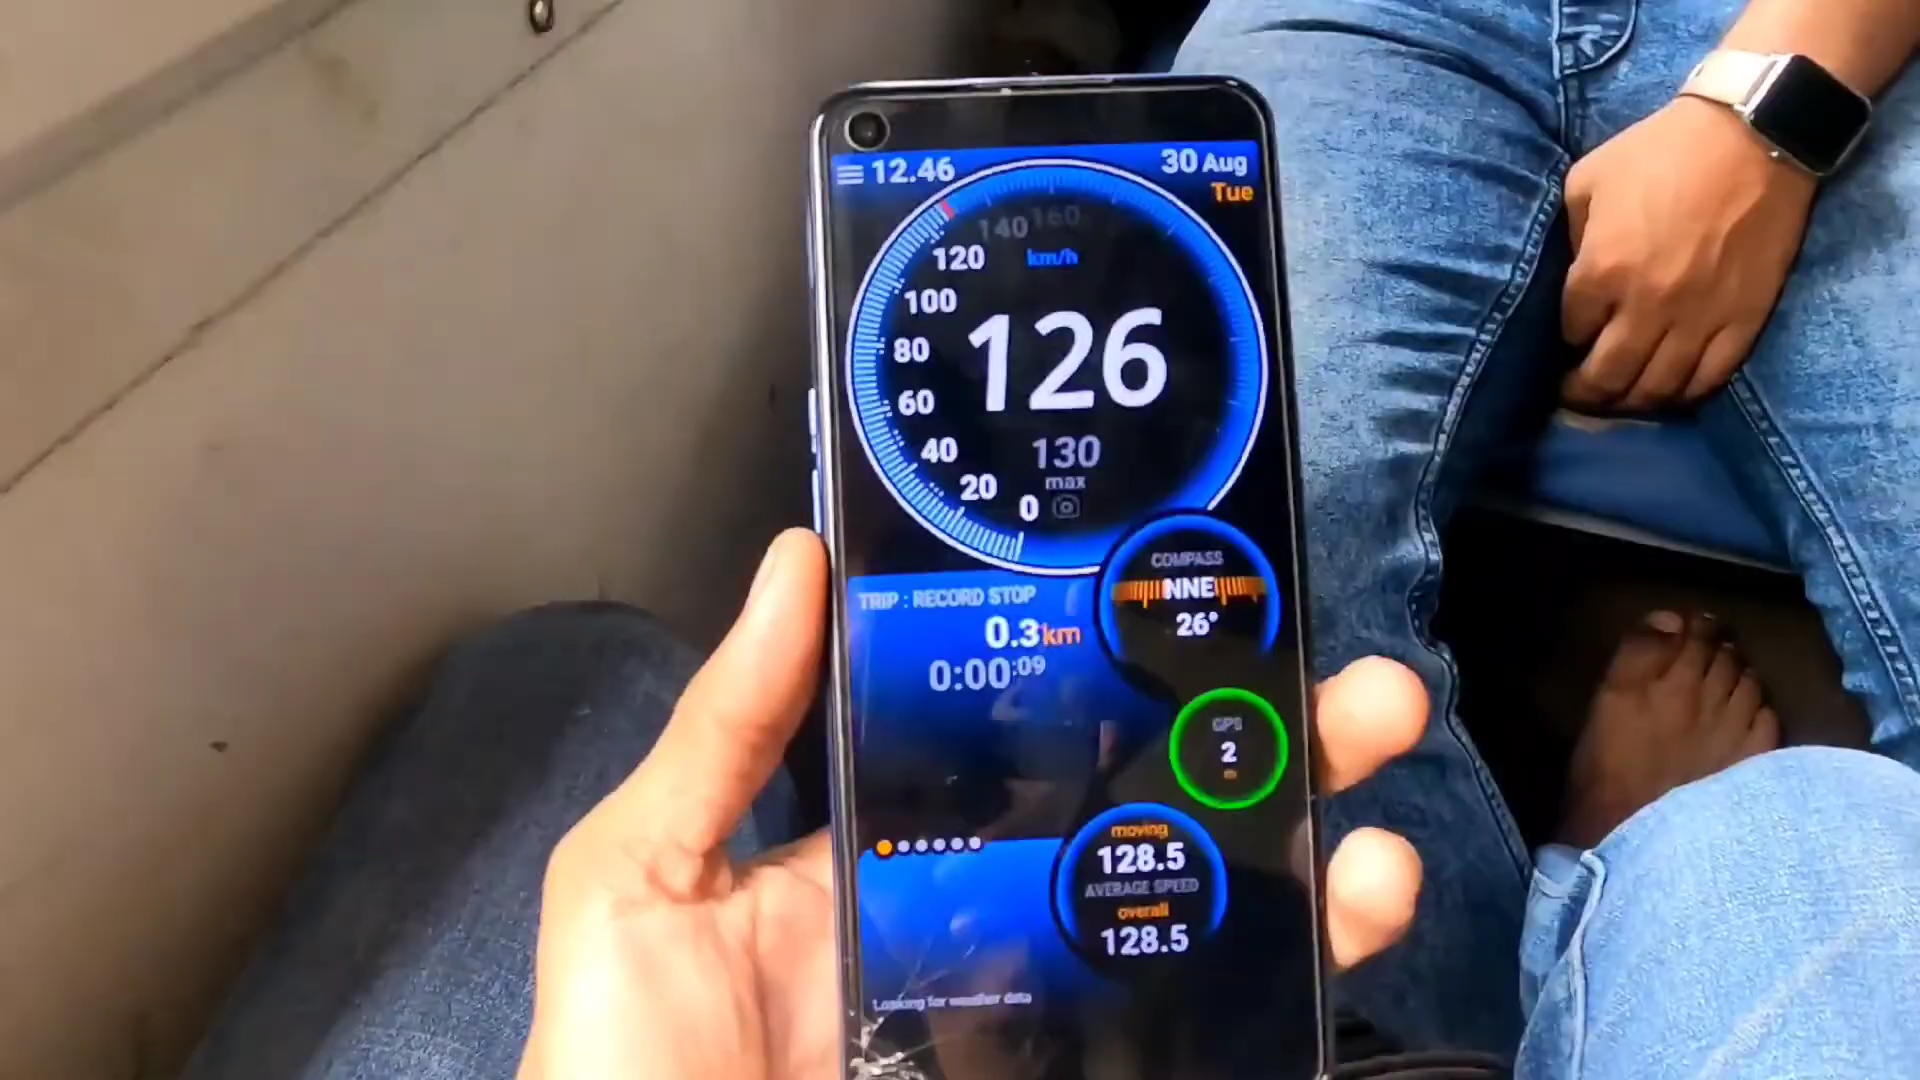 12.46
30 Aug
Tue
140 160
120
km/h
100
126
80
60
130
40
max
20
0
COMPASS
NNE
26°
TRIP : RECORD STOP
0.3km
0:00:09
GPS
2
m
moving
128.5
AVERAGE SPEED
overall
128.5
Looking for weather data